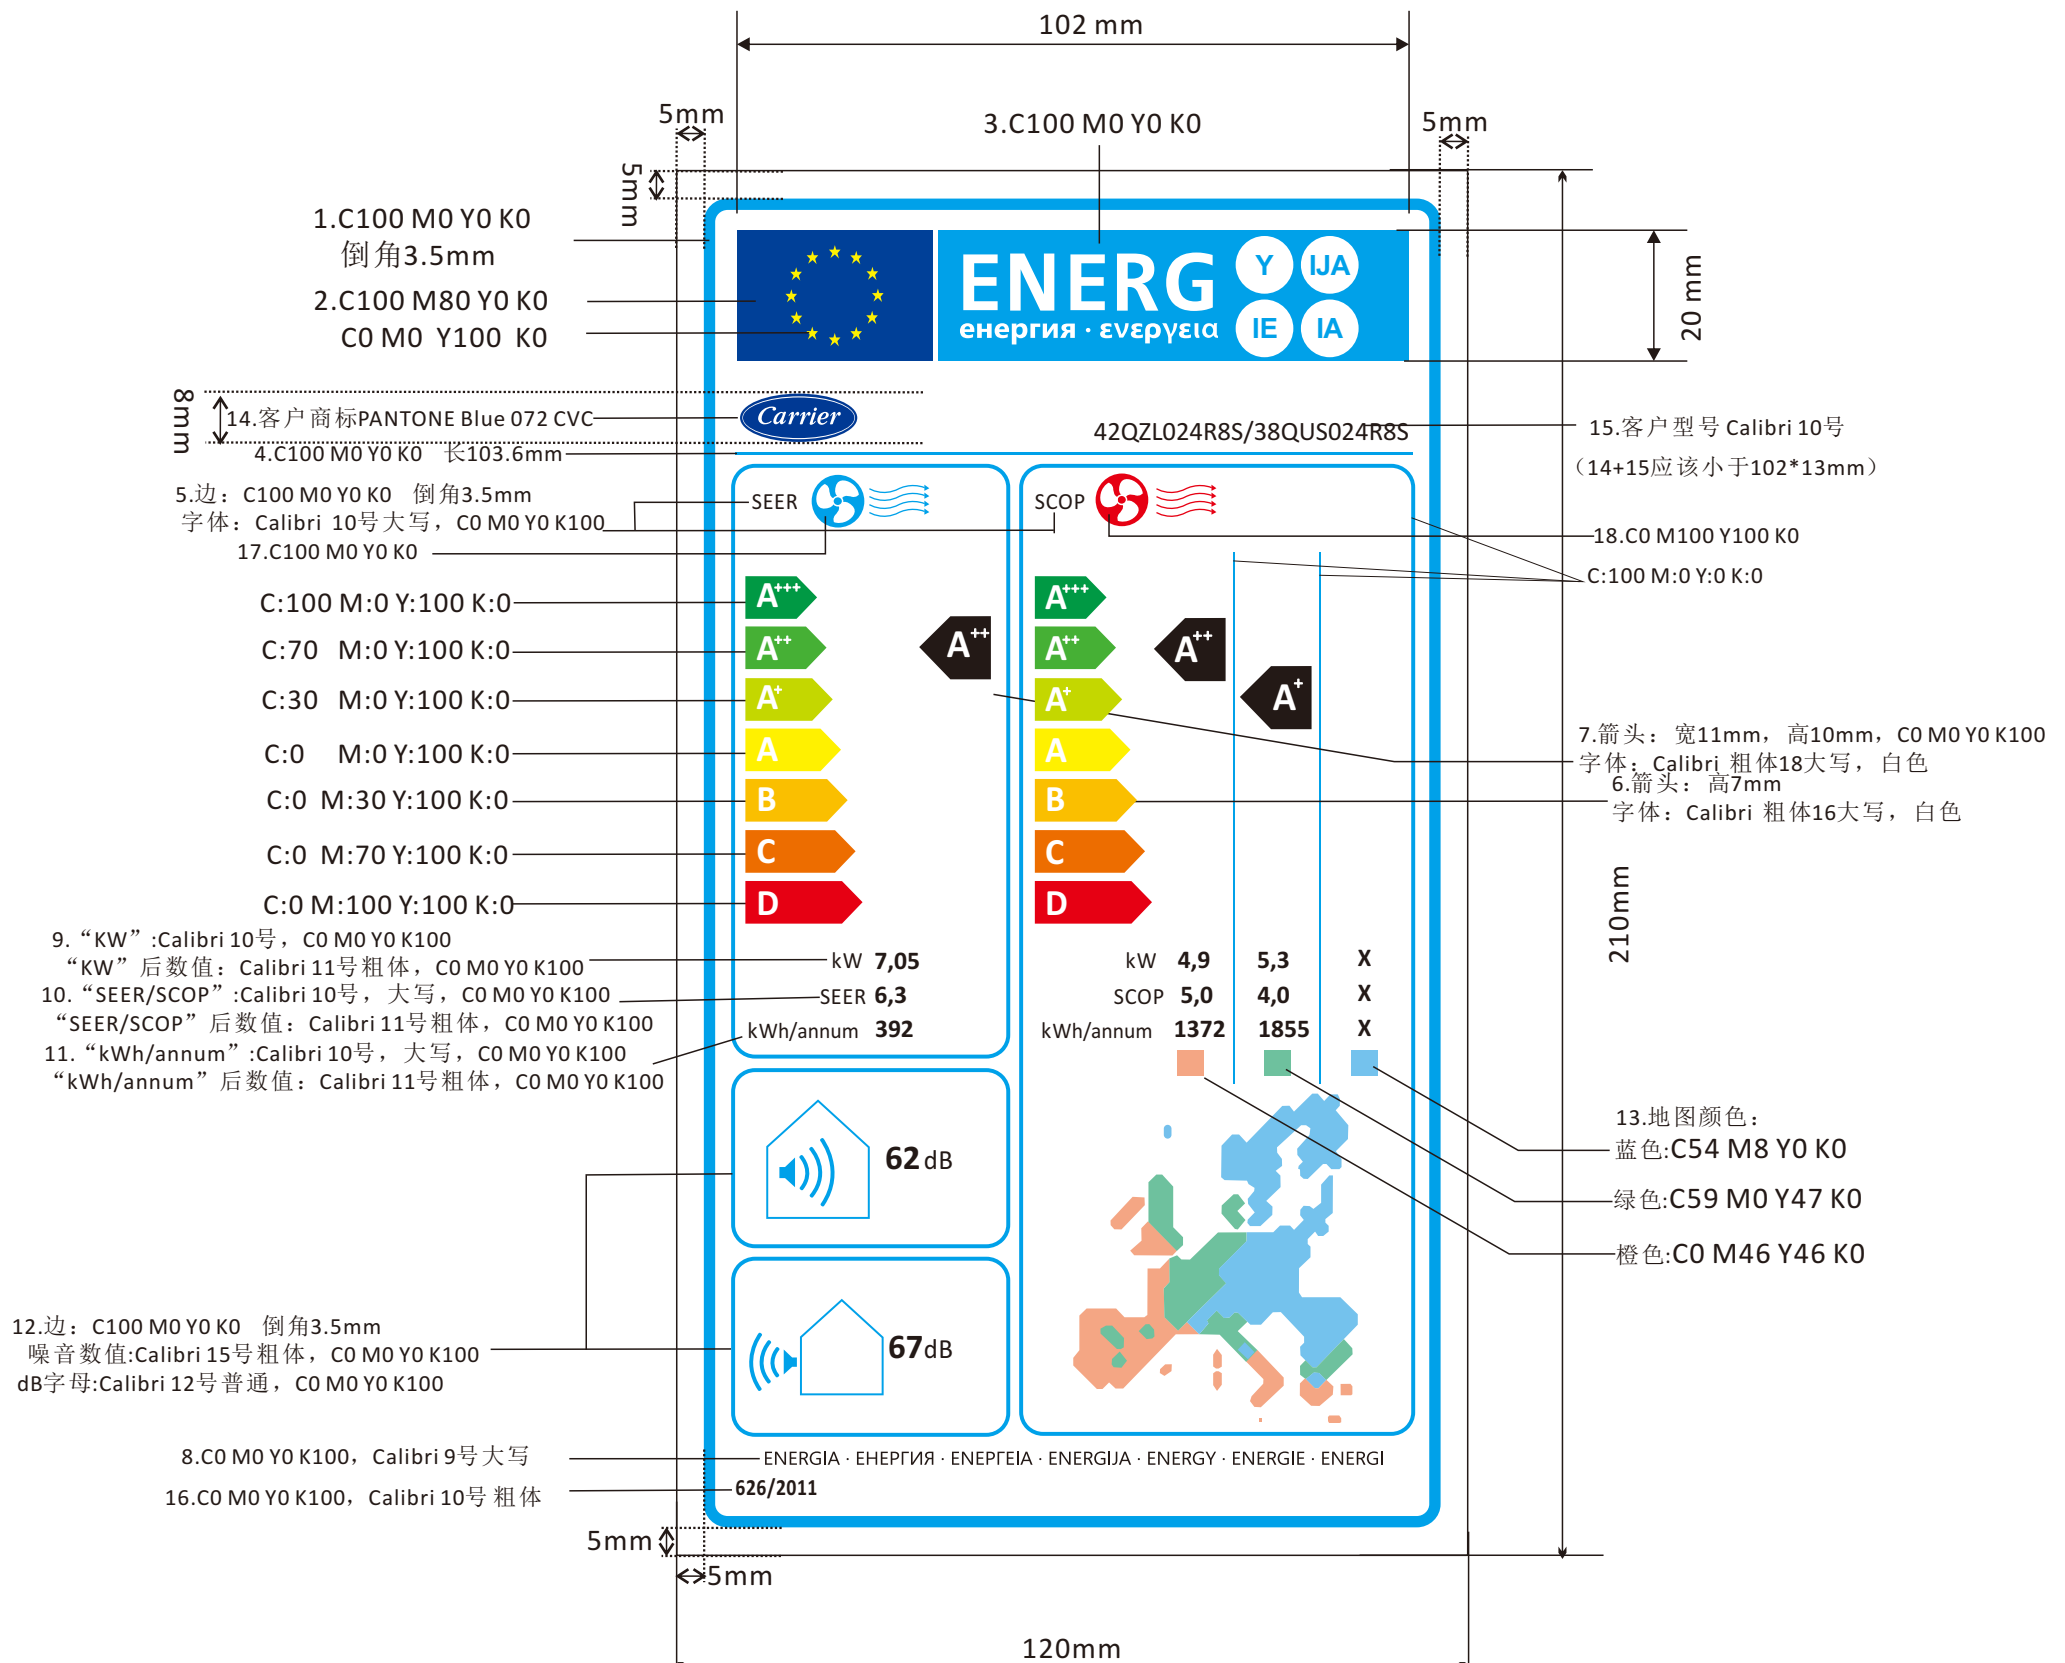 102 mm
5mm
3.C100 M0 Y0 K0
5mm
5mm
1.C100 M0 Y0 K0
倒角3.5mm
2.C100 M80 Y0 K0
C0 M0 Y100 K0
ENERG
енергия · ενεργεια
Y
IJA
IE
IA
20 mm
8mm
14.客户商标PANTONE Blue 072 CVC
Carrier
42QZL024R8S/38QUS024R8S
15.客户型号 Calibri 10号
（14+15应该小于102*13mm）
4.C100 M0 Y0 K0 长103.6mm
5.边：C100 M0 Y0 K0 倒角3.5mm
字体：Calibri 10号大写，C0 M0 Y0 K100
17.C100 M0 Y0 K0
SEER
SCOP
18.C0 M100 Y100 K0
C:100 M:0 Y:0 K:0
C:100 M:0 Y:100 K:0
C:70 M:0 Y:100 K:0
C:30 M:0 Y:100 K:0
C:0 M:0 Y:100 K:0
C:0 M:30 Y:100 K:0
C:0 M:70 Y:100 K:0
C:0 M:100 Y:100 K:0
A+++
A++
A+
A
B
C
D
A++
A+++
A++
A+
A
B
C
D
A++
A+
7.箭头：宽11mm，高10mm，C0 M0 Y0 K100
字体：Calibri 粗体18大写，白色
6.箭头：高7mm
字体：Calibri 粗体16大写，白色
210mm
9.“KW”:Calibri 10号，C0 M0 Y0 K100
“KW”后数值：Calibri 11号粗体，C0 M0 Y0 K100
10.“SEER/SCOP”:Calibri 10号，大写，C0 M0 Y0 K100
“SEER/SCOP”后数值：Calibri 11号粗体，C0 M0 Y0 K100
11.“kWh/annum”:Calibri 10号，大写，C0 M0 Y0 K100
“kWh/annum”后数值：Calibri 11号粗体，C0 M0 Y0 K100
kW 7,05
SEER 6,3
kWh/annum 392
kW 4,9 5,3 X
SCOP 5,0 4,0 X
kWh/annum 1372 1855 X
62 dB
67dB
13.地图颜色：
蓝色:C54 M8 Y0 K0
绿色:C59 M0 Y47 K0
橙色:C0 M46 Y46 K0
12.边：C100 M0 Y0 K0 倒角3.5mm
噪音数值:Calibri 15号粗体，C0 M0 Y0 K100
dB字母:Calibri 12号普通，C0 M0 Y0 K100
8.C0 M0 Y0 K100，Calibri 9号大写
ENERGIA · ЕНЕРГИЯ · ΕΝΕΡΓΕΙΑ · ENERGIJA · ENERGY · ENERGIE · ENERGI
16.C0 M0 Y0 K100，Calibri 10号 粗体
626/2011
5mm
5mm
120mm